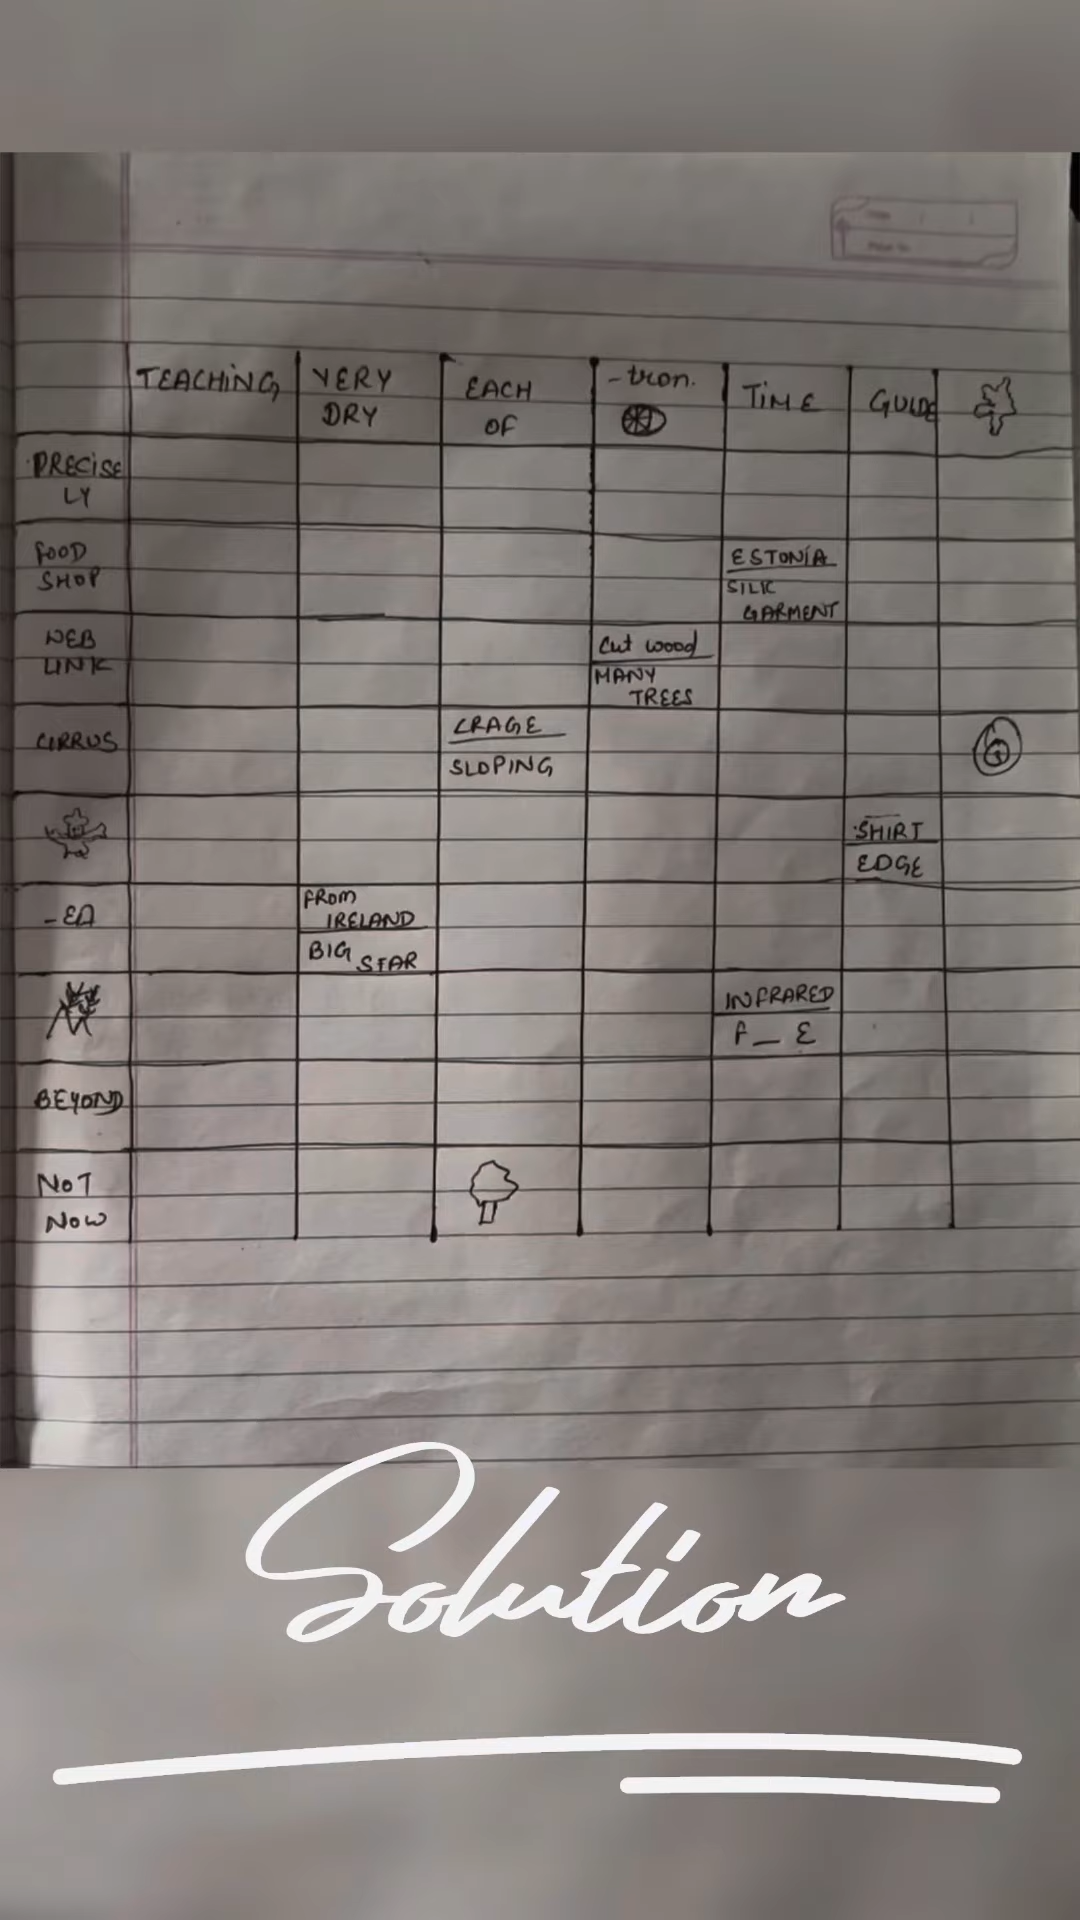 TEACHING VERY DRY EACH OF -tron. TIME GUIDE
PRECISE
LY
FOOD
SHOP
ESTONIA
SILK
GARMENT
WEB
LINK
Cut wood
MANY
TREES
CIRRUS
CRAGE
SLOPING
6
SHIRT
EDGE
-EA
FROM
IRELAND
BIG STAR
INFRARED
F_E
BEYOND
NOT
NOW
Solution